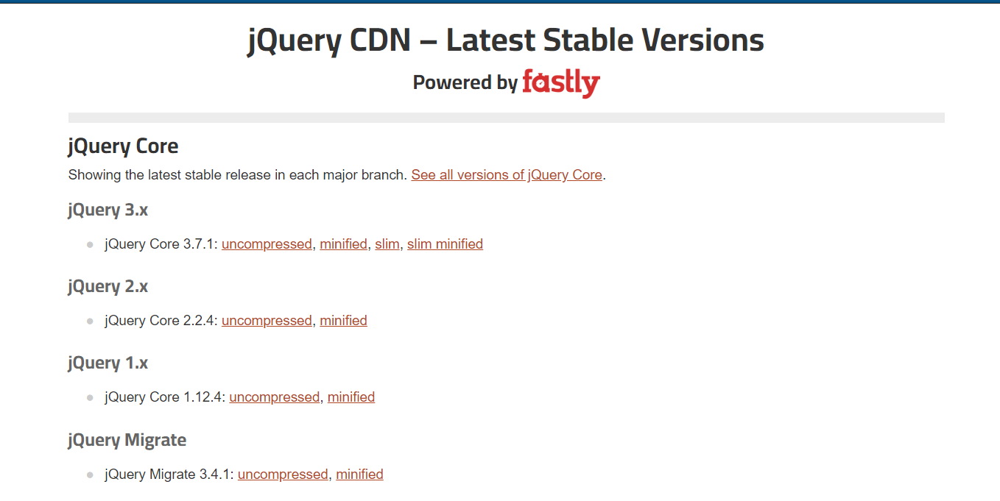 jQuery CDN – Latest Stable Versions
Powered by fastly
jQuery Core
Showing the latest stable release in each major branch. See all versions of jQuery Core.
jQuery 3.x
jQuery Core 3.7.1: uncompressed, minified, slim, slim minified
jQuery 2.x
jQuery Core 2.2.4: uncompressed, minified
jQuery 1.x
jQuery Core 1.12.4: uncompressed, minified
jQuery Migrate
jQuery Migrate 3.4.1: uncompressed, minified